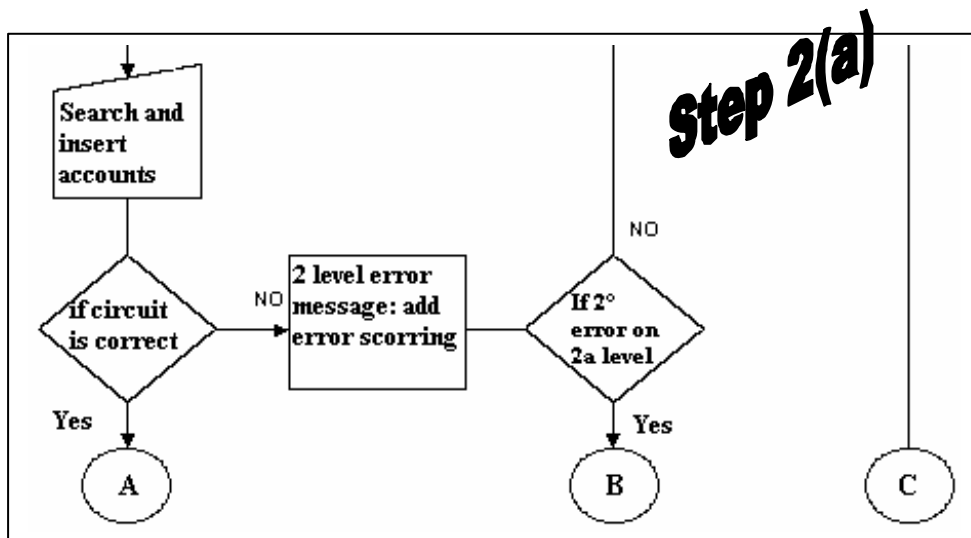 Step 2(a)
Search and
insert
accounts
NO
if circuit
is correct
NO
2 level error
message: add
error scorring
If 2°
error on
2a level
Yes
Yes
A
B
C